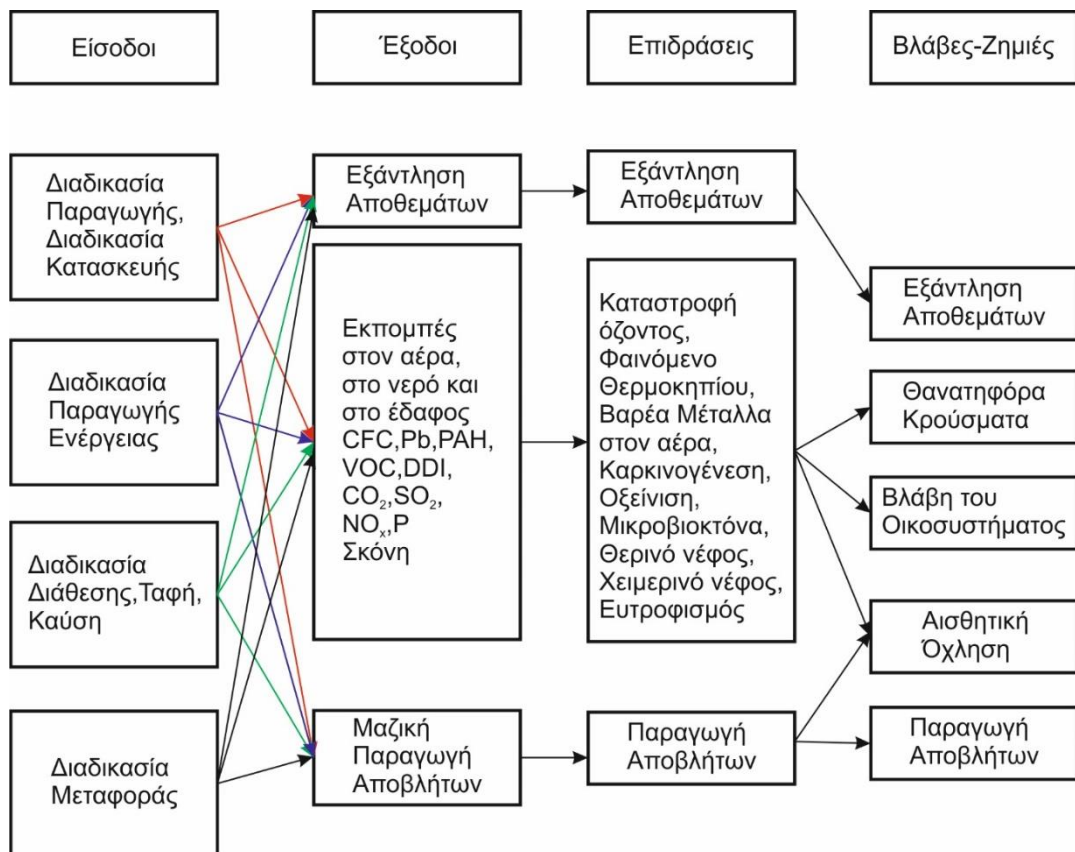 Είσοδοι
Έξοδοι
Επιδράσεις
Βλάβες-Ζημιές
Διαδικασία
Παραγωγής,
Διαδικασία
Κατασκευής
Διαδικασία
Παραγωγής
Ενέργειας
Διαδικασία
Διάθεσης,Ταφή,
Καύση
Διαδικασία
Μεταφοράς
Εξάντληση
Αποθεμάτων
Εκπομπές
στον αέρα,
στο νερό και
στο έδαφος
CFC,Pb,PAH,
VOC,DDI,
CO₂,SO₂,
NOₓ,P
Σκόνη
Μαζική
Παραγωγή
Αποβλήτων
Εξάντληση
Αποθεμάτων
Καταστροφή
όζοντος,
Φαινόμενο
Θερμοκηπίου,
Βαρέα Μέταλλα
στον αέρα,
Καρκινογένεση,
Οξείνιση,
Μικροβιοκτόνα,
Θερινό νέφος,
Χειμερινό νέφος,
Ευτροφισμός
Παραγωγή
Αποβλήτων
Εξάντληση
Αποθεμάτων
Θανατηφόρα
Κρούσματα
Βλάβη του
Οικοσυστήματος
Αισθητική
Όχληση
Παραγωγή
Αποβλήτων